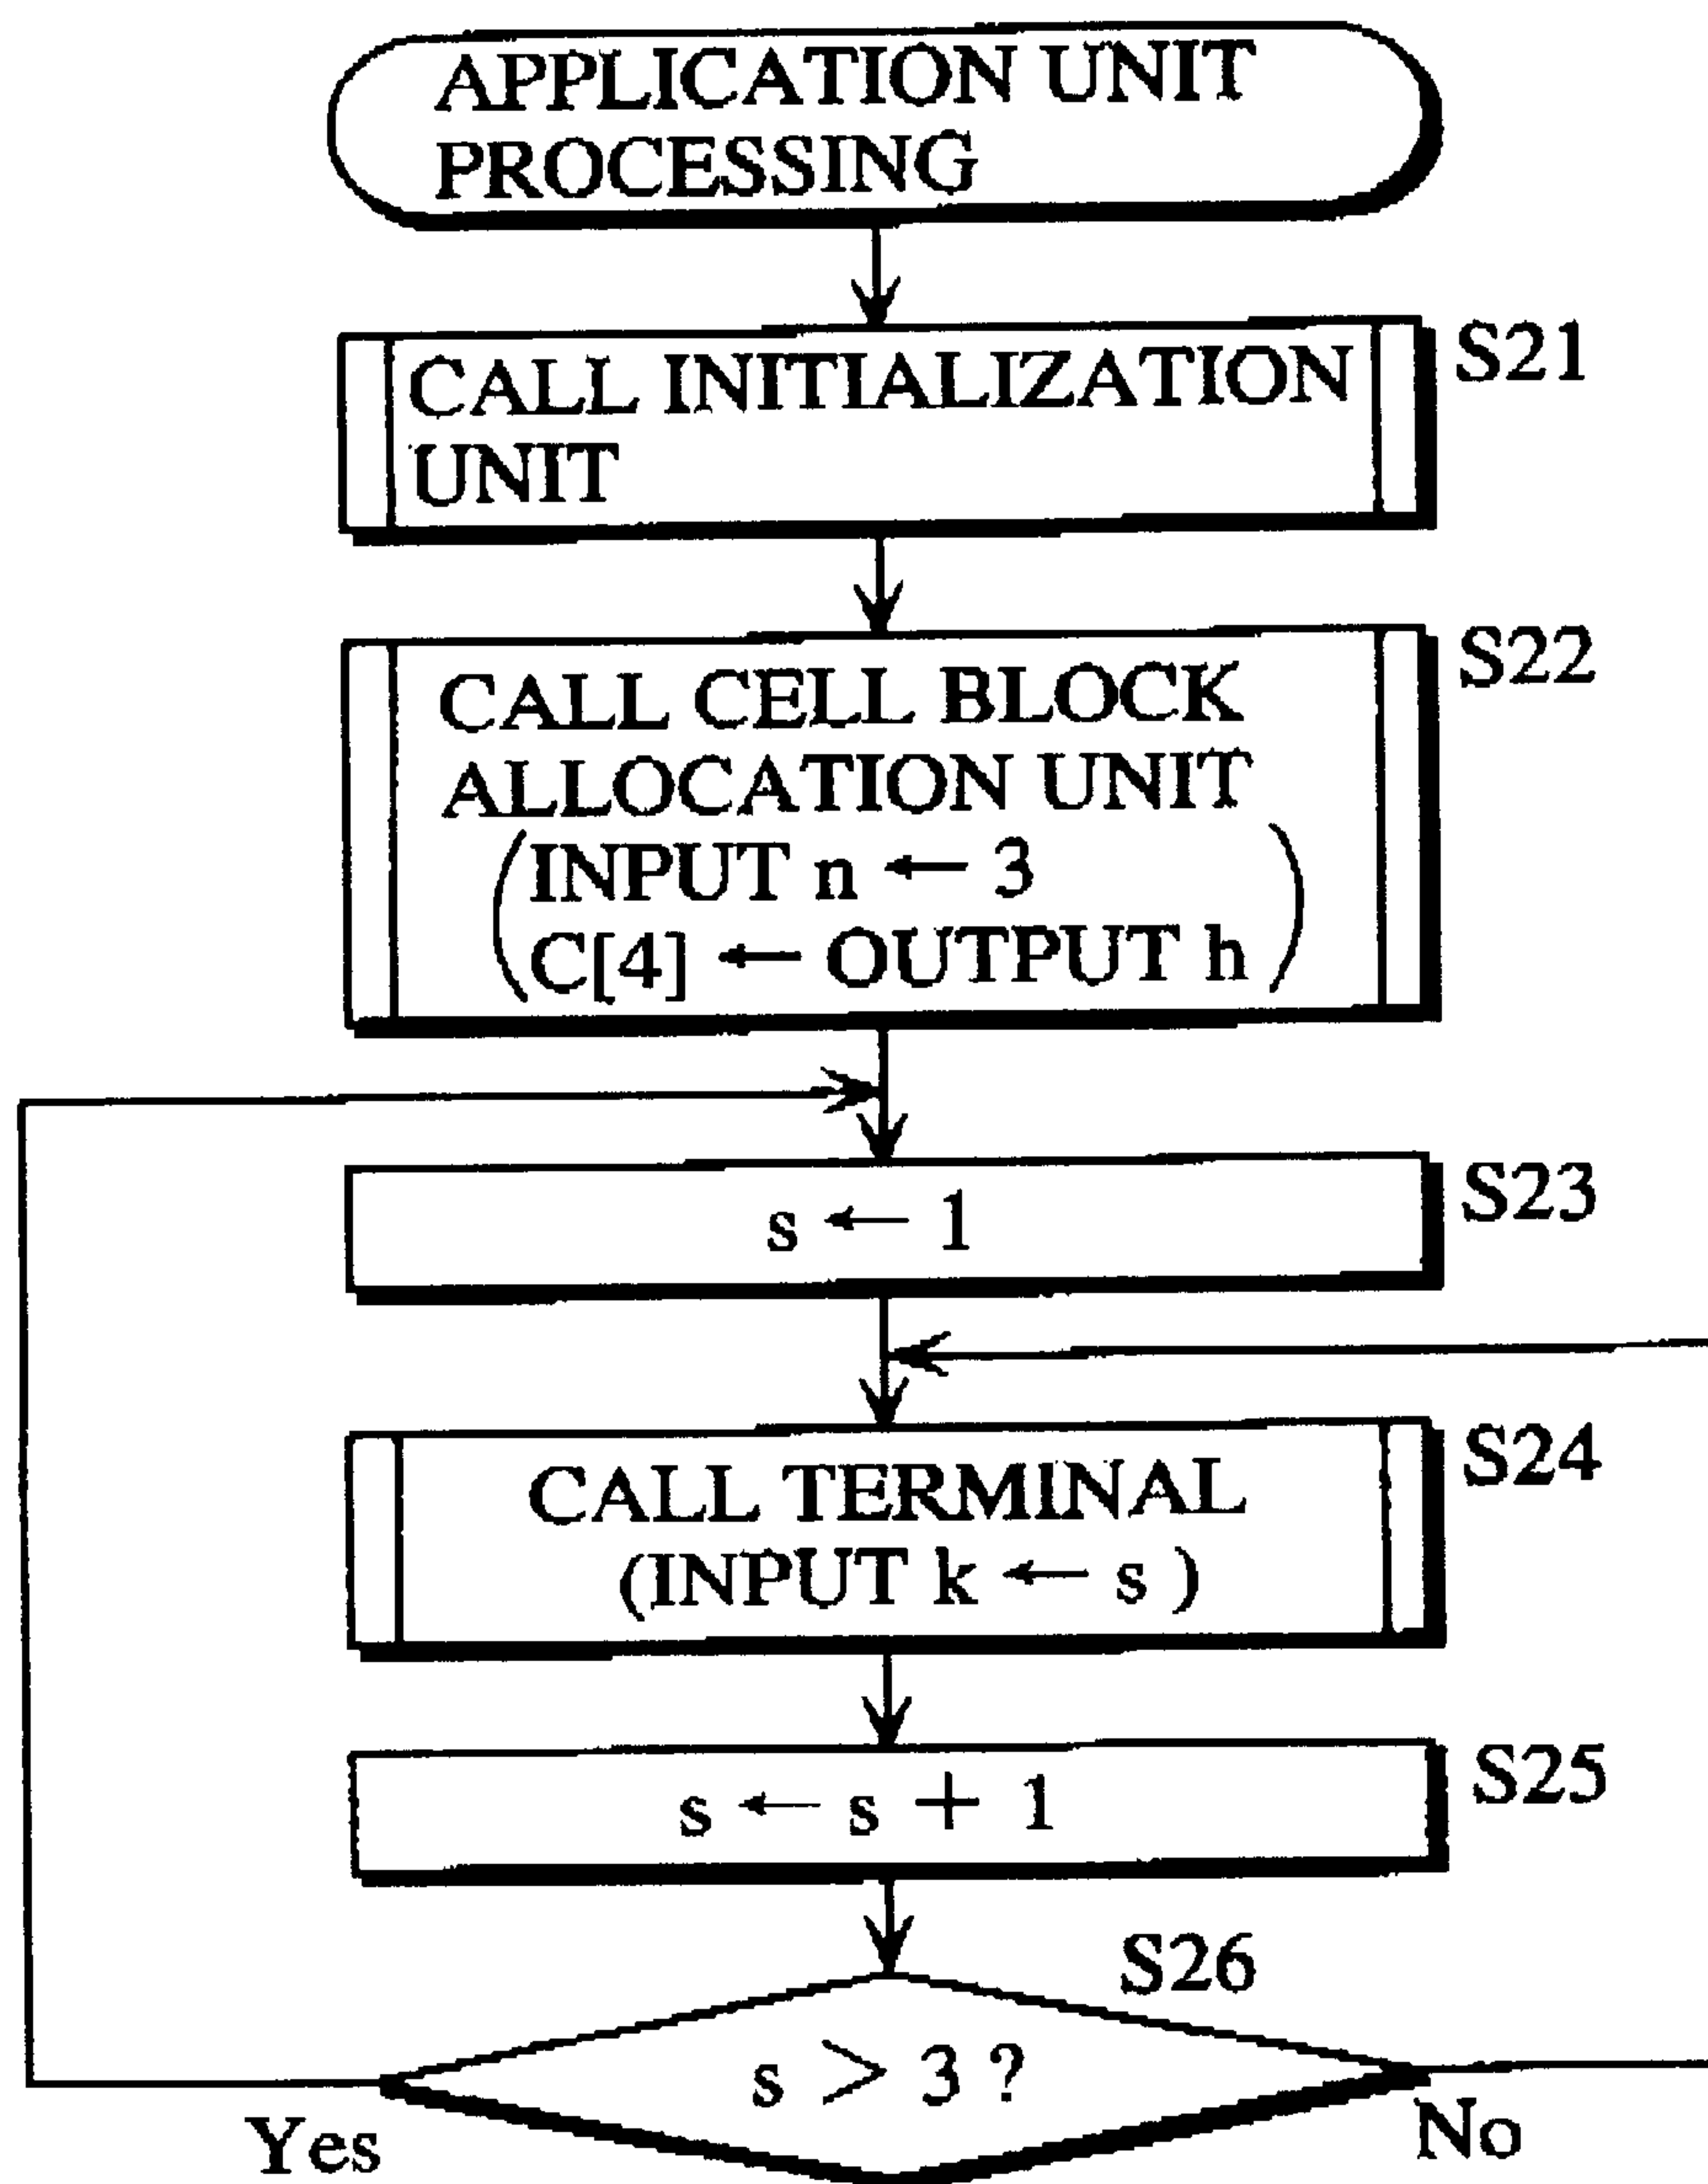 APPLICATION UNIT
PROCESSING
CALL INITIALIZATION
UNIT
S21
CALL CELL BLOCK
ALLOCATION UNIT
(INPUT n ← 3
C[4] ← OUTPUT h)
S22
s ← 1
S23
CALL TERMINAL
(INPUT k ← s )
S24
s ← s + 1
S25
S26
s > 3 ?
Yes
No